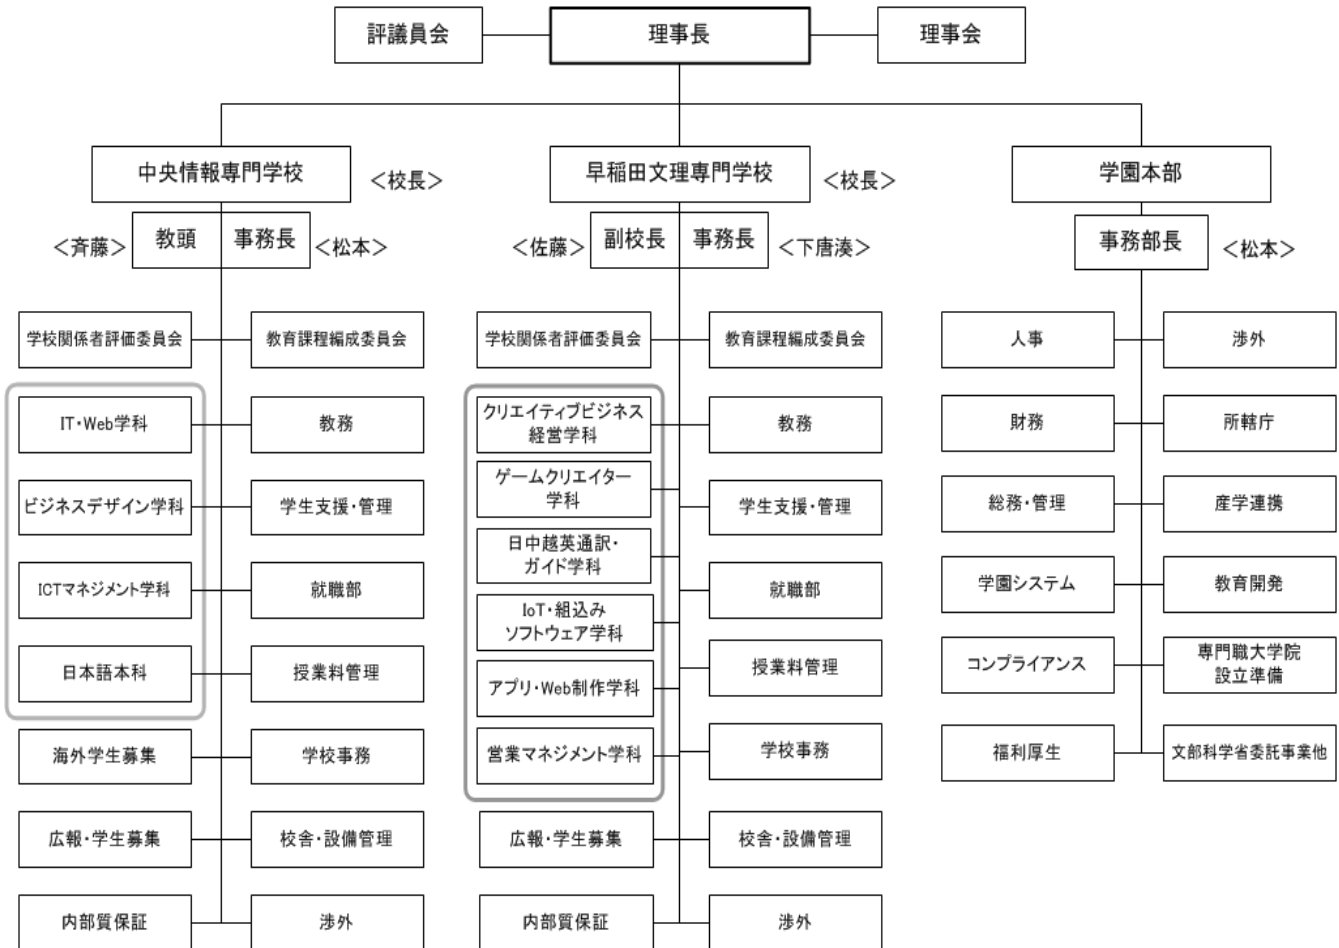 評議員会
理事長
理事会
中央情報専門学校
＜校長＞
早稲田文理専門学校
＜校長＞
学園本部
＜斉藤＞
教頭
事務長
＜松本＞
＜佐藤＞
副校長
事務長
＜下唐湊＞
事務部長
＜松本＞
学校関係者評価委員会
教育課程編成委員会
IT・Web学科
教務
ビジネスデザイン学科
学生支援・管理
ICTマネジメント学科
就職部
日本語本科
授業料管理
海外学生募集
学校事務
広報・学生募集
校舎・設備管理
内部質保証
渉外
学校関係者評価委員会
教育課程編成委員会
クリエイティブビジネス
経営学科
教務
ゲームクリエイター
学科
学生支援・管理
日中越英通訳・
ガイド学科
就職部
IoT・組込み
ソフトウェア学科
授業料管理
アプリ・Web制作学科
学校事務
営業マネジメント学科
広報・学生募集
校舎・設備管理
内部質保証
渉外
人事
渉外
財務
所轄庁
総務・管理
産学連携
学園システム
教育開発
コンプライアンス
専門職大学院
設立準備
福利厚生
文部科学省委託事業他